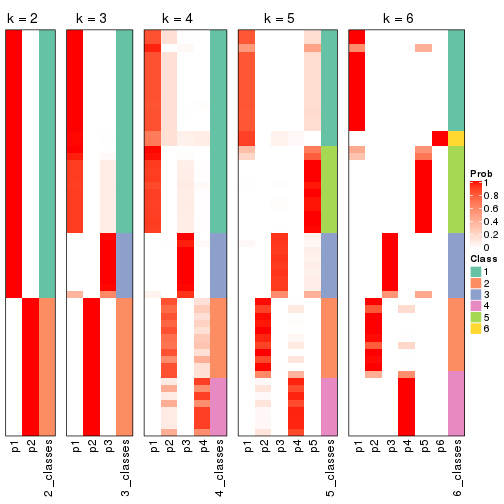 k = 2
k = 3
k = 4
k = 5
k = 6
Prob
1
0.8
0.6
0.4
0.2
0
Class
1
2
3
4
5
6
p1
p2
2_classes
p1
p2
p3
3_classes
p1
p2
p3
p4
4_classes
p1
p2
p3
p4
p5
5_classes
p1
p2
p3
p4
p5
p6
6_classes